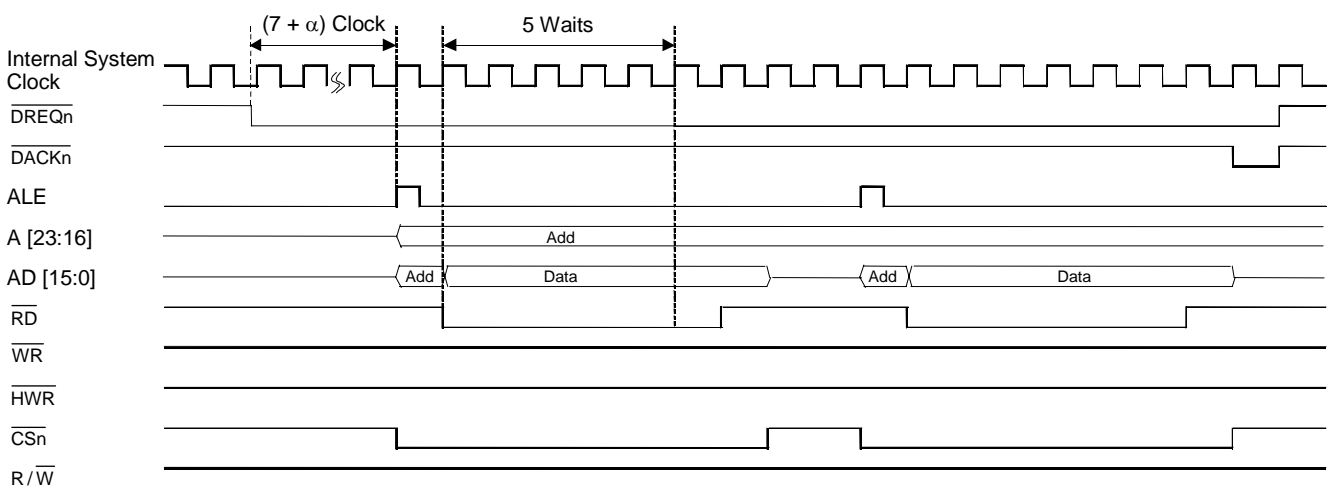 (7 + α) Clock
5 Waits
Internal System
Clock
DREQn
DACKn
ALE
A [23:16]
Add
AD [15:0]
Add
Data
Add
Data
RD
WR
HWR
CSn
R/W